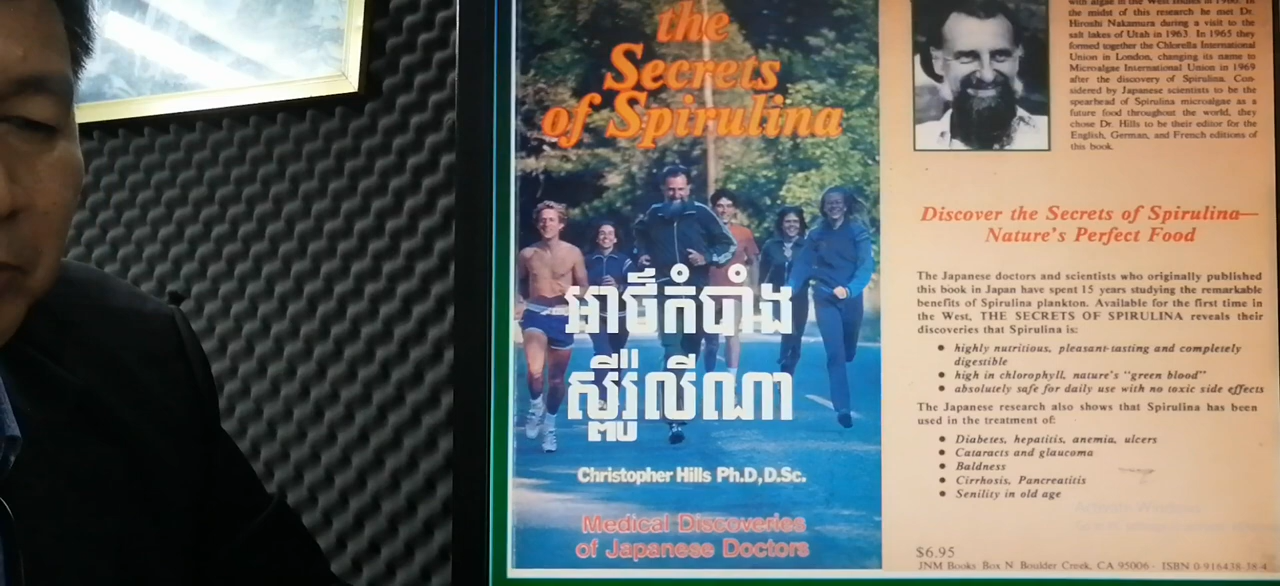 the
Secrets
of Spirulina
អាថ៌កំបាំង
ស្ពីរ៉ូលីណា
Christopher Hills Ph.D,D.Sc.
Medical Discoveries
of Japanese Doctors
the midst of this research he met Dr.
Hiroshi Nakamura during a visit to the
salt lakes of Utah in 1963. In 1965 they
formed together the Chlorella International
Union in London, changing its name to
Microalgae International Union in 1969
after the discovery of Spirulina. Con-
sidered by Japanese scientists to be the
spearhead of Spirulina microalgae as a
future food throughout the world, they
chose Dr. Hills to be their editor for the
English, German, and French editions of
this book.
Discover the Secrets of Spirulina—
Nature's Perfect Food
The Japanese doctors and scientists who originally published
this book in Japan have spent 15 years studying the remarkable
benefits of Spirulina plankton. Available for the first time in
the West, THE SECRETS OF SPIRULINA reveals their
discoveries that Spirulina is:
• highly nutritious, pleasant-tasting and completely
digestible
• high in chlorophyll, nature's "green blood"
• absolutely safe for daily use with no toxic side effects
The Japanese research also shows that Spirulina has been
used in the treatment of:
• Diabetes, hepatitis, anemia, ulcers
• Cataracts and glaucoma
• Baldness
• Cirrhosis, Pancreatitis
• Senility in old age
$6.95
JNM Books Box N Boulder Creek, CA 95006 - ISBN 0-916438-38-4